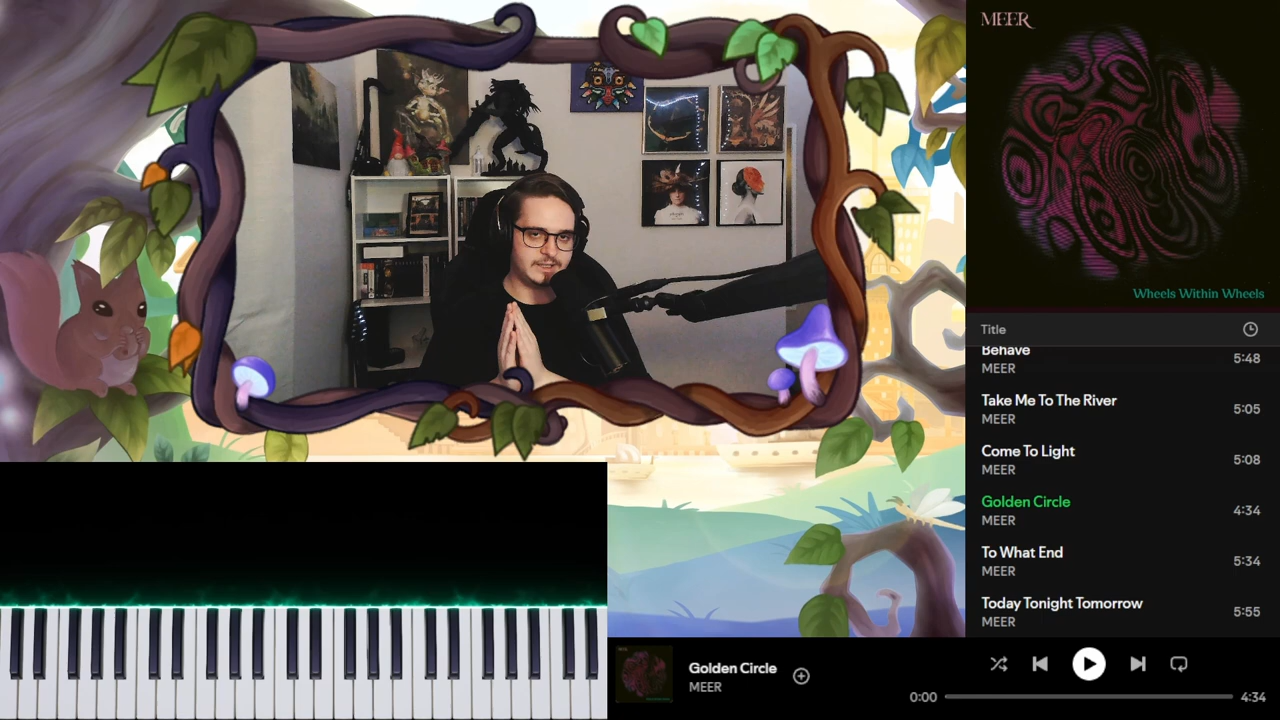 MEER
Wheels Within Wheels
Title
Behave 5:48
MEER
Take Me To The River 5:05
MEER
Come To Light 5:08
MEER
Golden Circle 4:34
MEER
To What End 5:34
MEER
Today Tonight Tomorrow 5:55
MEER
Golden Circle
MEER
0:00 4:34